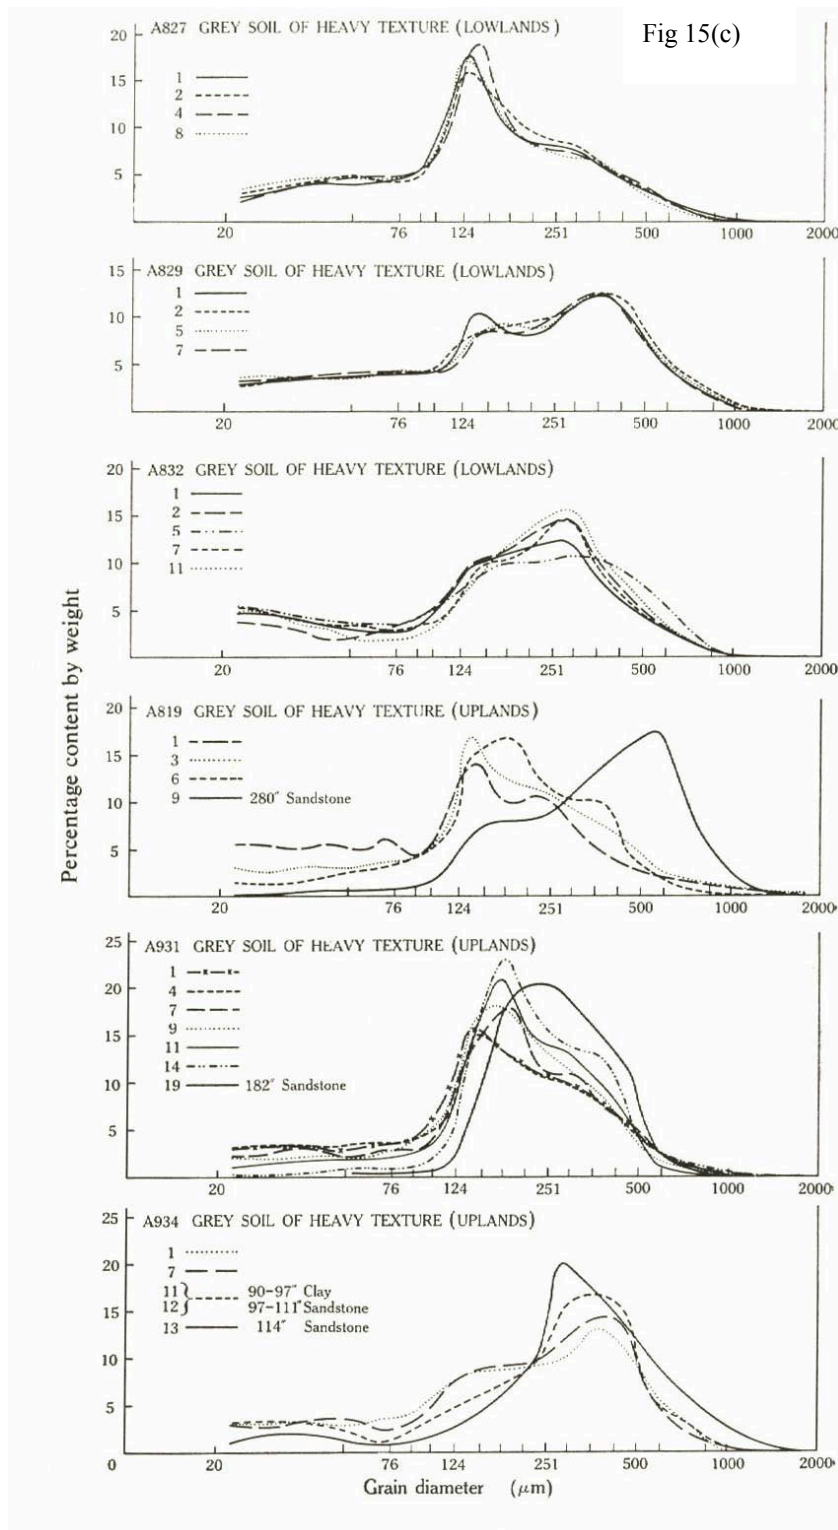 Fig 15(c)
A827 GREY SOIL OF HEAVY TEXTURE (LOWLANDS)
20
15
10
5
1
2
4
8
20 76 124 251 500 1000 2000
A829 GREY SOIL OF HEAVY TEXTURE (LOWLANDS)
15
10
5
1
2
5
7
20 76 124 251 500 1000 2000
A832 GREY SOIL OF HEAVY TEXTURE (LOWLANDS)
20
15
10
5
1
2
5
7
11
20 76 124 251 500 1000 2000
Percentage content by weight
A819 GREY SOIL OF HEAVY TEXTURE (UPLANDS)
20
15
10
5
1
3
6
9 280″ Sandstone
20 76 124 251 500 1000 2000
A931 GREY SOIL OF HEAVY TEXTURE (UPLANDS)
25
20
15
10
5
1
4
7
9
11
14
19 182″ Sandstone
20 76 124 251 500 1000 2000
A934 GREY SOIL OF HEAVY TEXTURE (UPLANDS)
25
20
15
10
5
1
7
11 90-97″ Clay
12 97-111″ Sandstone
13 114″ Sandstone
0 20 76 124 251 500 1000 2000
Grain diameter (μm)